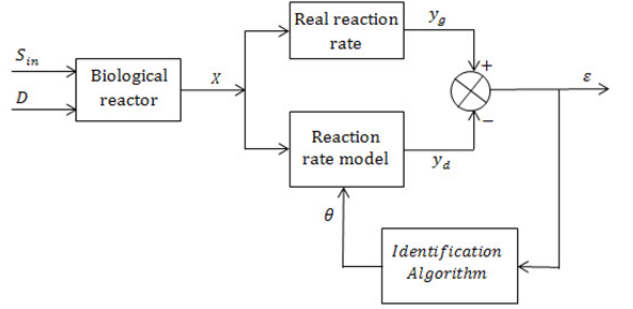 Real reaction
rate
y_g
+
S_in
D
Biological
reactor
X
ε
−
Reaction
rate model
y_d
θ
Identification
Algorithm